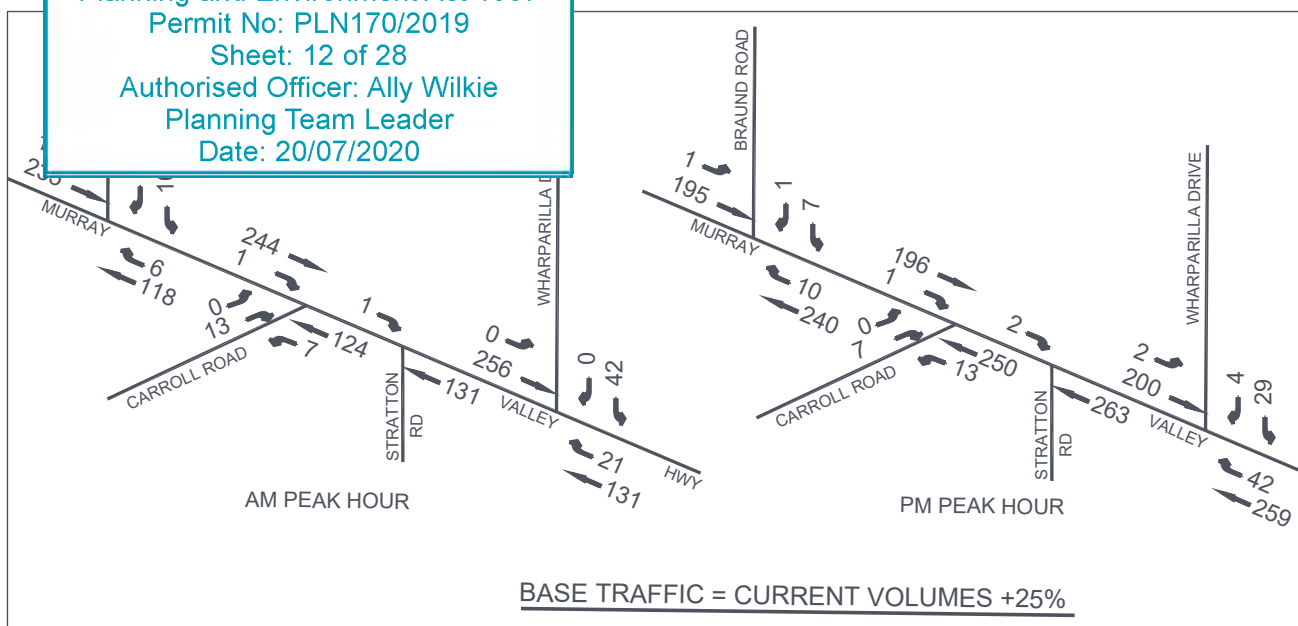 Permit No: PLN170/2019
Sheet: 12 of 28
Authorised Officer: Ally Wilkie
Planning Team Leader
Date: 20/07/2020
MURRAY
6
118
244
1
0
13
7
124
CARROLL ROAD
1
131
STRATTON
RD
WHARPARILLA
0
256
0
42
VALLEY
21
131
HWY
AM PEAK HOUR
BRAUND ROAD
1
195
1
7
MURRAY
10
240
196
1
0
7
13
250
CARROLL ROAD
2
263
STRATTON
RD
WHARPARILLA DRIVE
2
200
4
29
VALLEY
42
259
PM PEAK HOUR
BASE TRAFFIC = CURRENT VOLUMES +25%